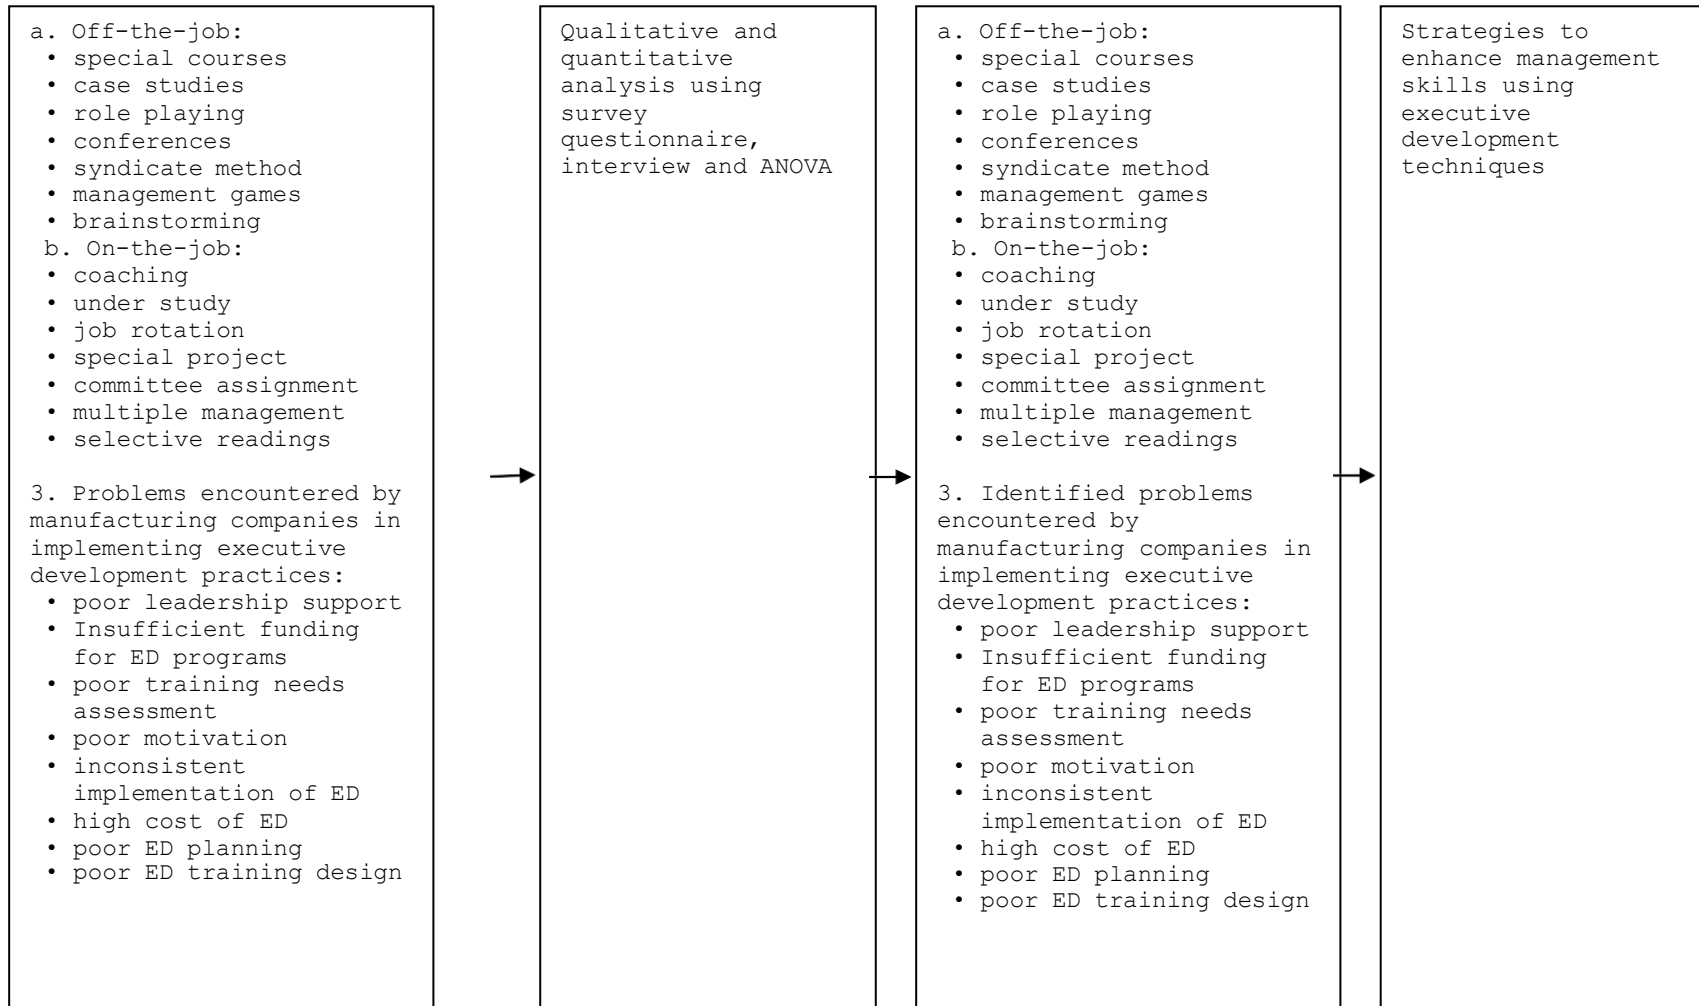 a. Off-the-job:
• special courses
• case studies
• role playing
• conferences
• syndicate method
• management games
• brainstorming
b. On-the-job:
• coaching
• under study
• job rotation
• special project
• committee assignment
• multiple management
• selective readings
3. Problems encountered by
manufacturing companies in
implementing executive
development practices:
• poor leadership support
• Insufficient funding
for ED programs
• poor training needs
assessment
• poor motivation
• inconsistent
implementation of ED
• high cost of ED
• poor ED planning
• poor ED training design
Qualitative and
quantitative
analysis using
survey
questionnaire,
interview and ANOVA
a. Off-the-job:
• special courses
• case studies
• role playing
• conferences
• syndicate method
• management games
• brainstorming
b. On-the-job:
• coaching
• under study
• job rotation
• special project
• committee assignment
• multiple management
• selective readings
3. Identified problems
encountered by
manufacturing companies in
implementing executive
development practices:
• poor leadership support
• Insufficient funding
for ED programs
• poor training needs
assessment
• poor motivation
• inconsistent
implementation of ED
• high cost of ED
• poor ED planning
• poor ED training design
Strategies to
enhance management
skills using
executive
development
techniques